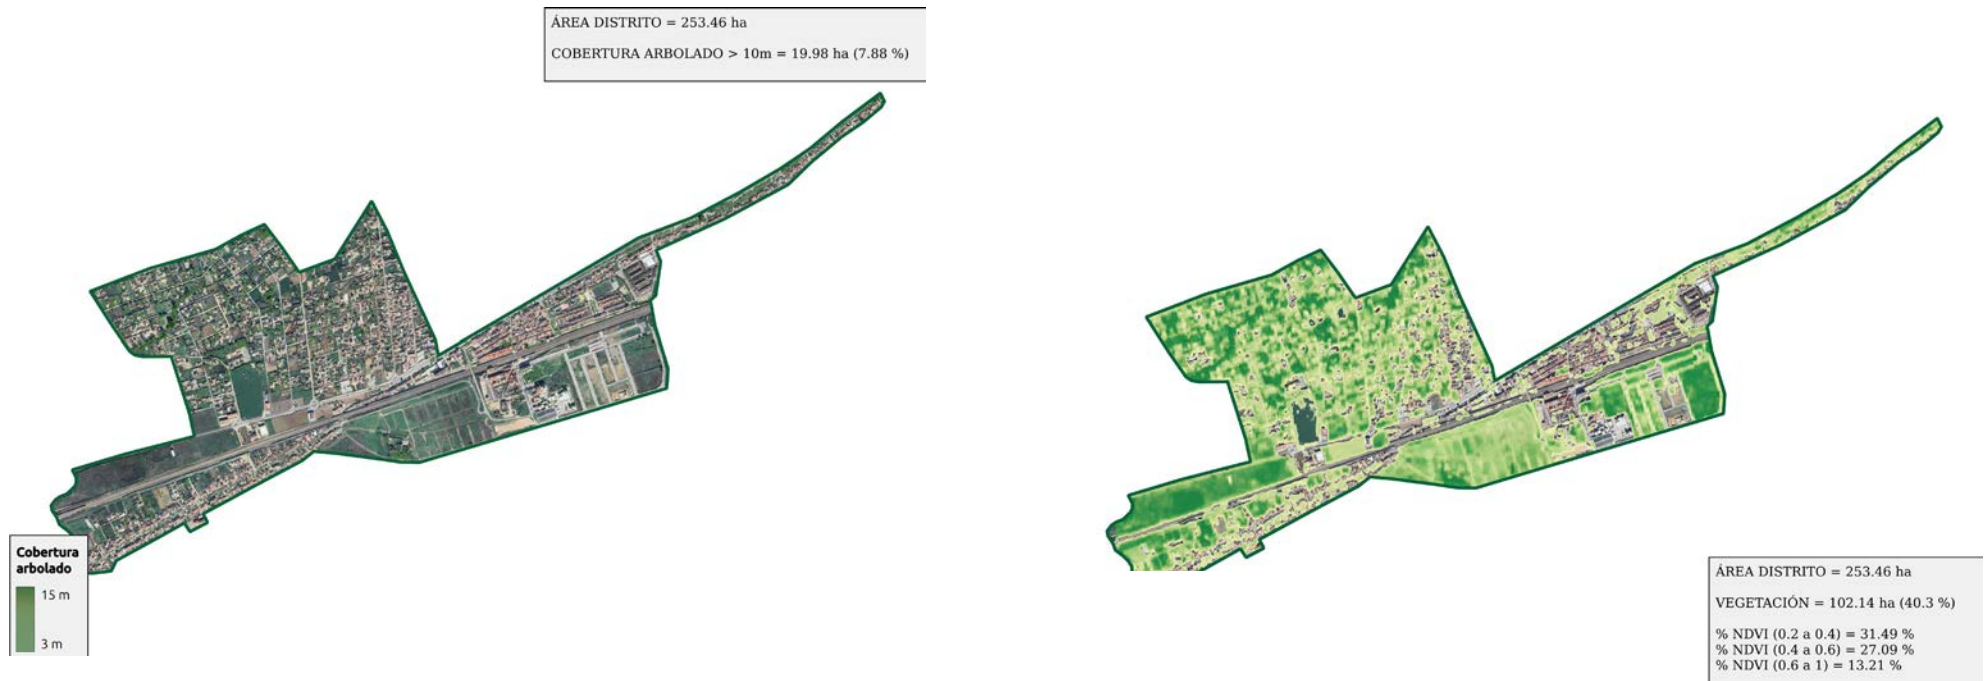 ÁREA DISTRITO = 253.46 ha
COBERTURA ARBOLADO > 10m = 19.98 ha (7.88 %)
Cobertura
arbolado
15 m
3 m
ÁREA DISTRITO = 253.46 ha
VEGETACIÓN = 102.14 ha (40.3 %)
% NDVI (0.2 a 0.4) = 31.49 %
% NDVI (0.4 a 0.6) = 27.09 %
% NDVI (0.6 a 1) = 13.21 %